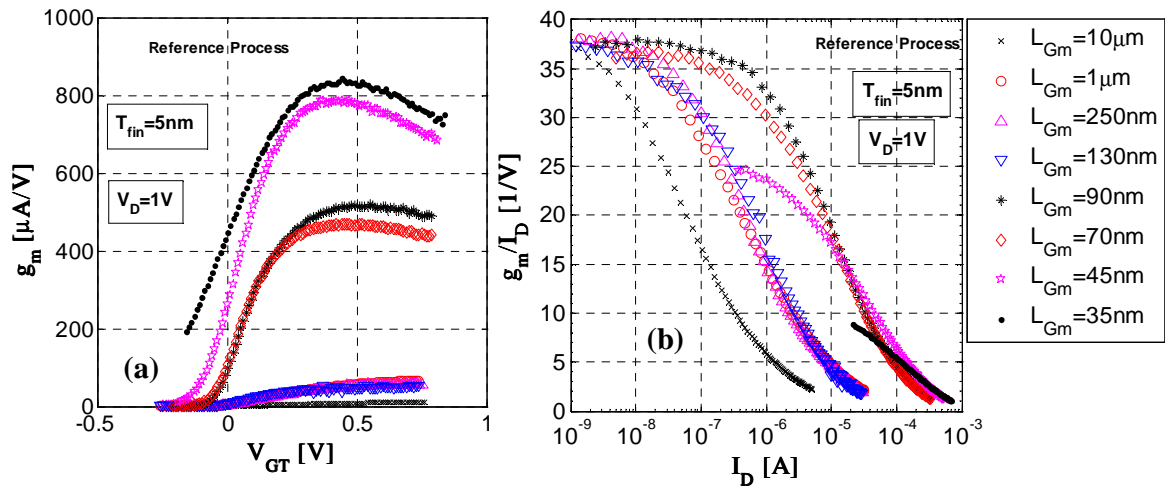 Reference Process
T_fin=5nm
V_D=1V
(a)
g_m [μA/V]
1000
800
600
400
200
0
-0.5
0
0.5
1
V_GT [V]
Reference Process
T_fin=5nm
V_D=1V
(b)
g_m/I_D [1/V]
40
35
30
25
20
15
10
5
0
10^-9
10^-8
10^-7
10^-6
10^-5
10^-4
10^-3
I_D [A]
L_Gm=10μm
L_Gm=1μm
L_Gm=250nm
L_Gm=130nm
L_Gm=90nm
L_Gm=70nm
L_Gm=45nm
L_Gm=35nm